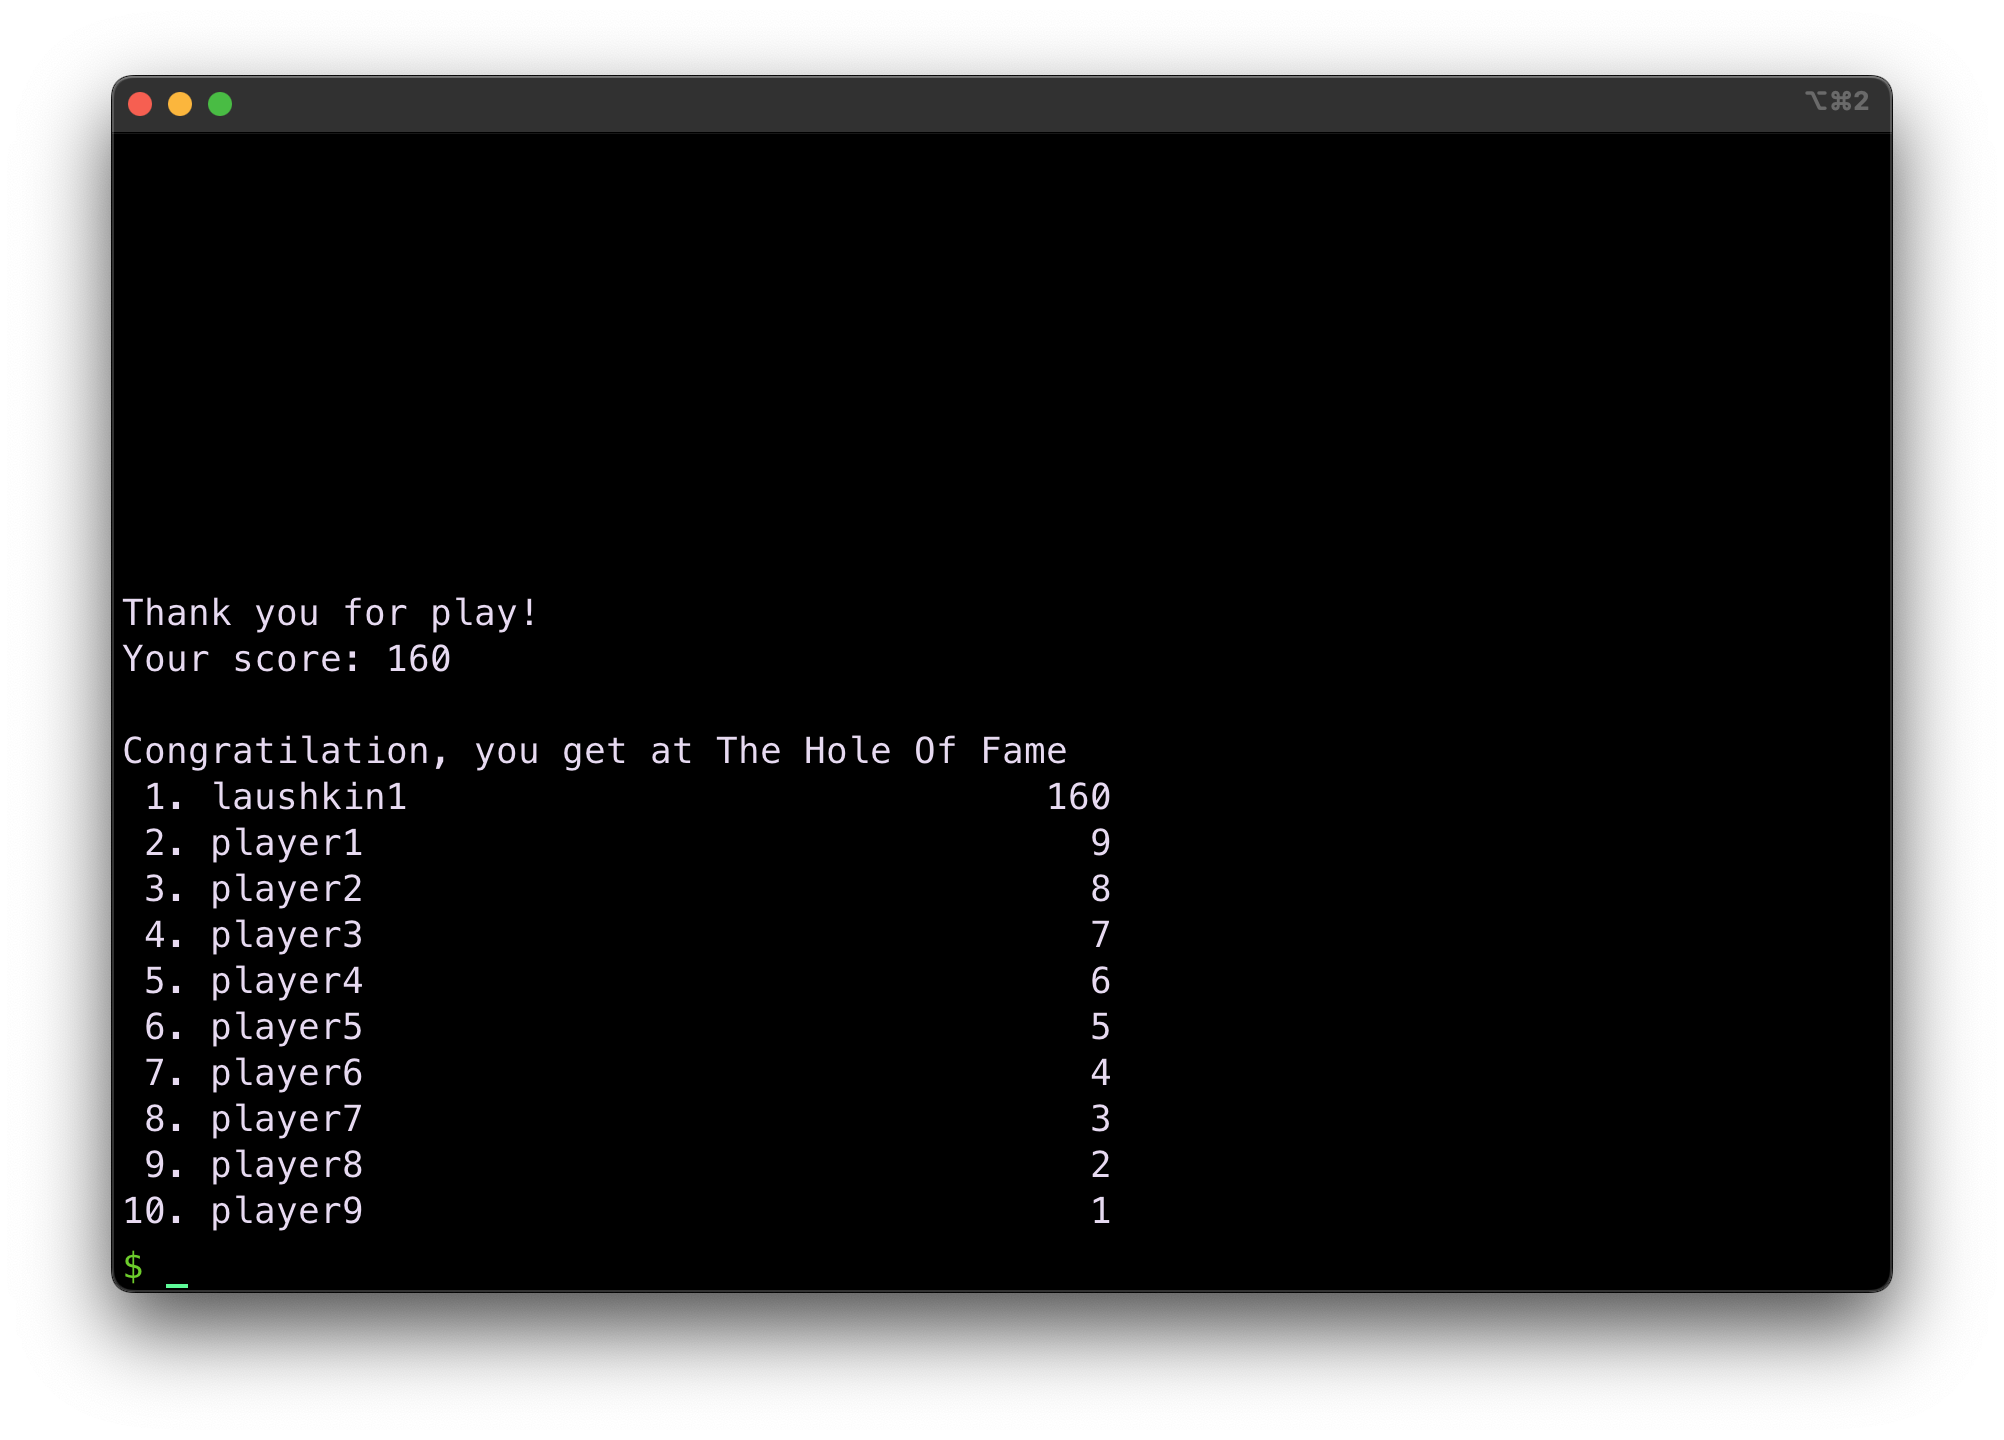 ⌥⌘2
Thank you for play!
Your score: 160
Congratilation, you get at The Hole Of Fame
1. laushkin1 160
2. player1 9
3. player2 8
4. player3 7
5. player4 6
6. player5 5
7. player6 4
8. player7 3
9. player8 2
10. player9 1
$ _